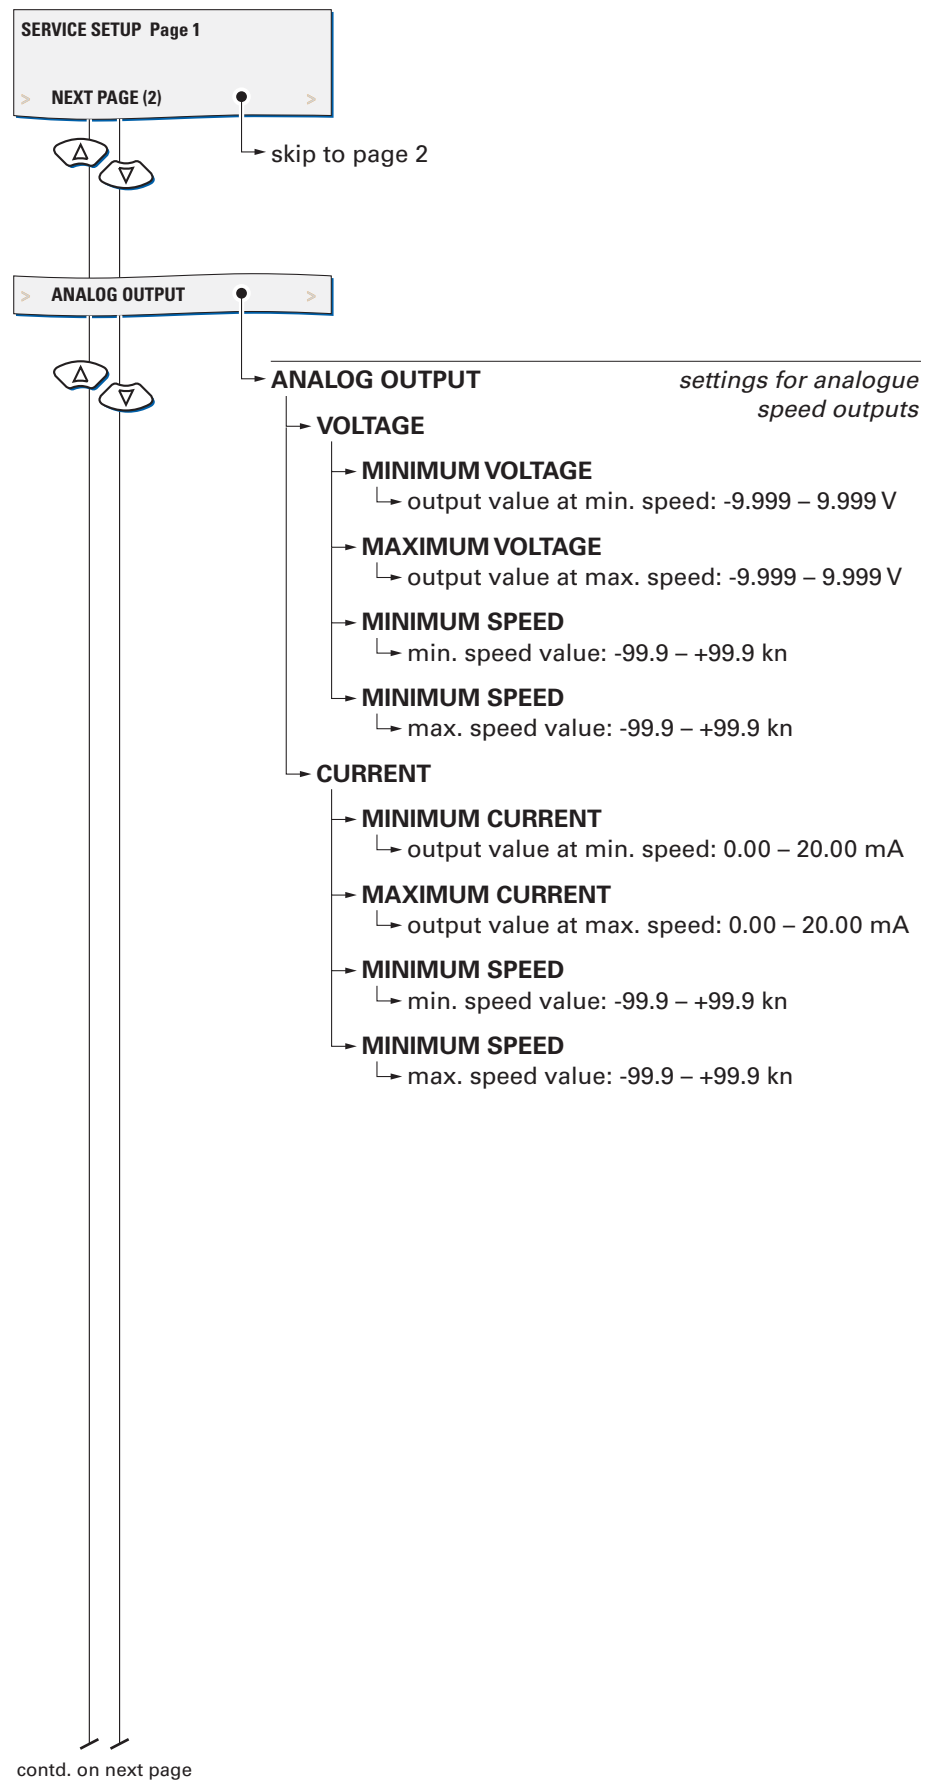 SERVICE SETUP Page 1
> NEXT PAGE (2) >
skip to page 2
> ANALOG OUTPUT >
ANALOG OUTPUT
settings for analogue
speed outputs
VOLTAGE
MINIMUM VOLTAGE
output value at min. speed: -9.999 – 9.999 V
MAXIMUM VOLTAGE
output value at max. speed: -9.999 – 9.999 V
MINIMUM SPEED
min. speed value: -99.9 – +99.9 kn
MINIMUM SPEED
max. speed value: -99.9 – +99.9 kn
CURRENT
MINIMUM CURRENT
output value at min. speed: 0.00 – 20.00 mA
MAXIMUM CURRENT
output value at max. speed: 0.00 – 20.00 mA
MINIMUM SPEED
min. speed value: -99.9 – +99.9 kn
MINIMUM SPEED
max. speed value: -99.9 – +99.9 kn
contd. on next page